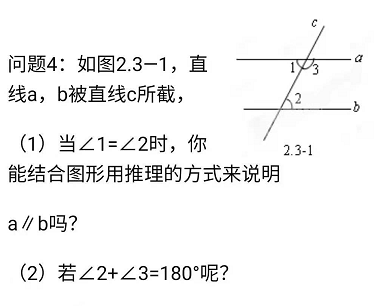 问题4：如图2.3—1，直
线a，b被直线c所截，
（1）当∠1=∠2时，你
能结合图形用推理的方式来说明
a∥b吗？
（2）若∠2+∠3=180°呢？
c
1 3 a
2
b
2.3-1